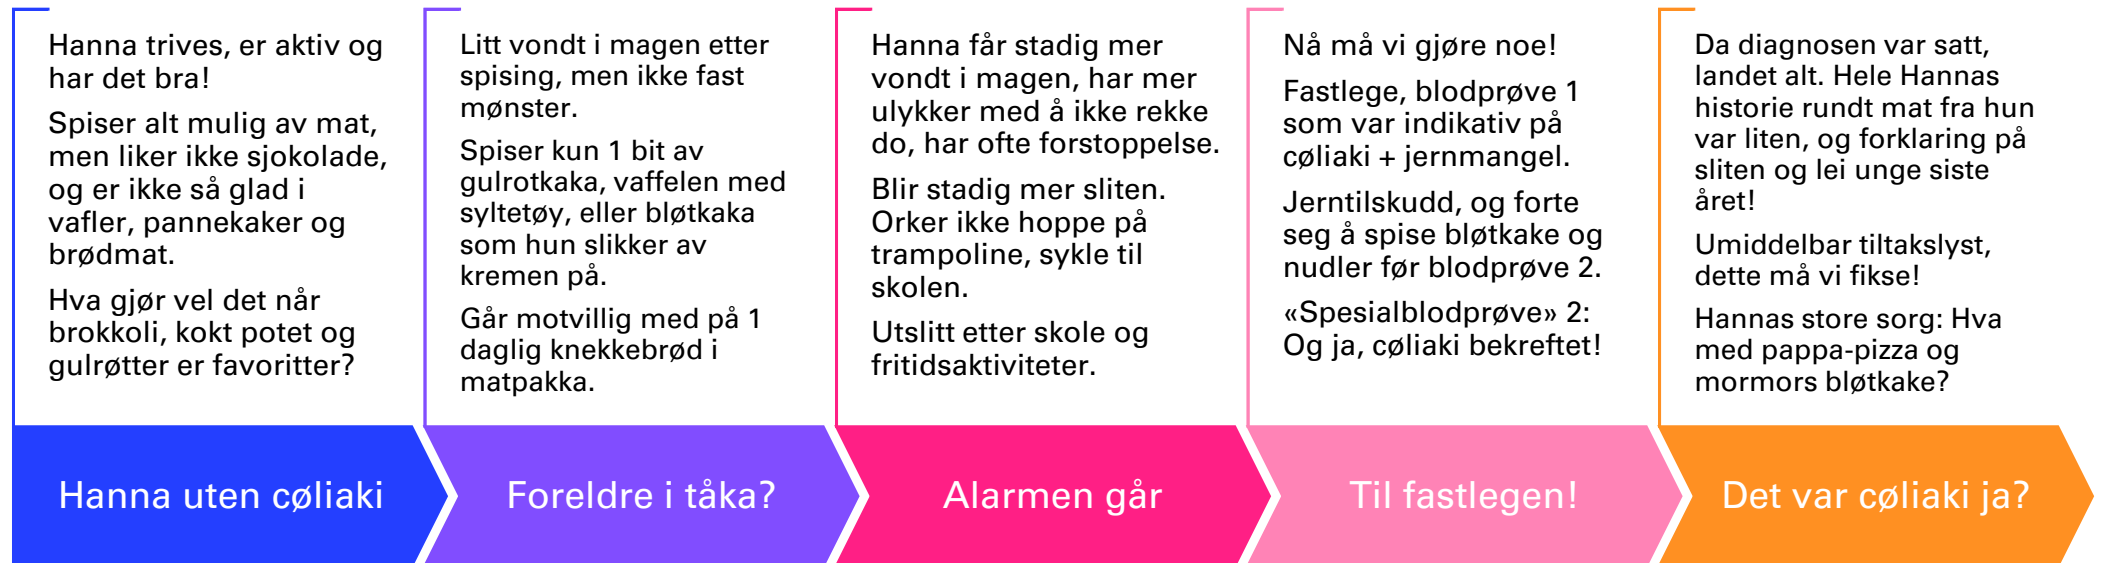 Hanna trives, er aktiv og
har det bra!
Spiser alt mulig av mat,
men liker ikke sjokolade,
og er ikke så glad i
vafler, pannekaker og
brødmat.
Hva gjør vel det når
brokkoli, kokt potet og
gulrøtter er favoritter?
Hanna uten cøliaki
Litt vondt i magen etter
spising, men ikke fast
mønster.
Spiser kun 1 bit av
gulrotkaka, vaffelen med
syltetøy, eller bløtkaka
som hun slikker av
kremen på.
Går motvillig med på 1
daglig knekkebrød i
matpakka.
Foreldre i tåka?
Hanna får stadig mer
vondt i magen, har mer
ulykker med å ikke rekke
do, har ofte forstoppelse.
Blir stadig mer sliten.
Orker ikke hoppe på
trampoline, sykle til
skolen.
Utslitt etter skole og
fritidsaktiviteter.
Alarmen går
Nå må vi gjøre noe!
Fastlege, blodprøve 1
som var indikativ på
cøliaki + jernmangel.
Jerntilskudd, og forte
seg å spise bløtkake og
nudler før blodprøve 2.
«Spesialblodprøve» 2:
Og ja, cøliaki bekreftet!
Til fastlegen!
Da diagnosen var satt,
landet alt. Hele Hannas
historie rundt mat fra hun
var liten, og forklaring på
sliten og lei unge siste
året!
Umiddelbar tiltakslyst,
dette må vi fikse!
Hannas store sorg: Hva
med pappa-pizza og
mormors bløtkake?
Det var cøliaki ja?